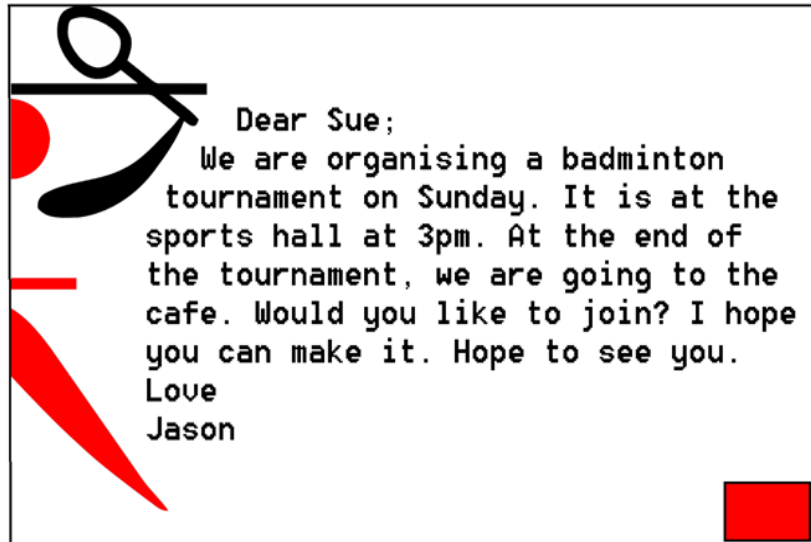 Dear Sue;
We are organising a badminton
tournament on Sunday. It is at the
sports hall at 3pm. At the end of
the tournament, we are going to the
cafe. Would you like to join? I hope
you can make it. Hope to see you.
Love
Jason